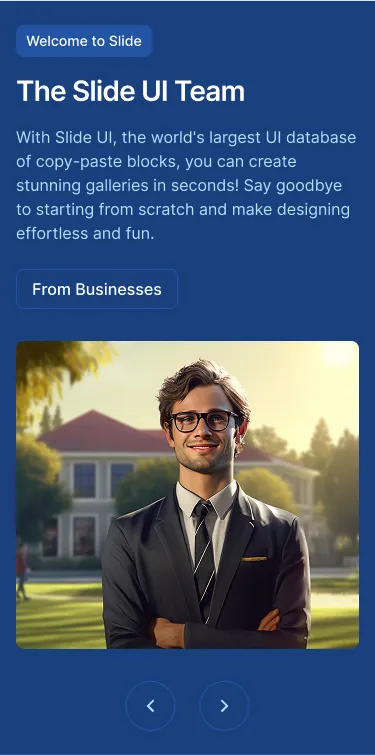 Welcome to Slide
The Slide UI Team
With Slide UI, the world's largest UI database
of copy-paste blocks, you can create
stunning galleries in seconds! Say goodbye
to starting from scratch and make designing
effortless and fun.
From Businesses